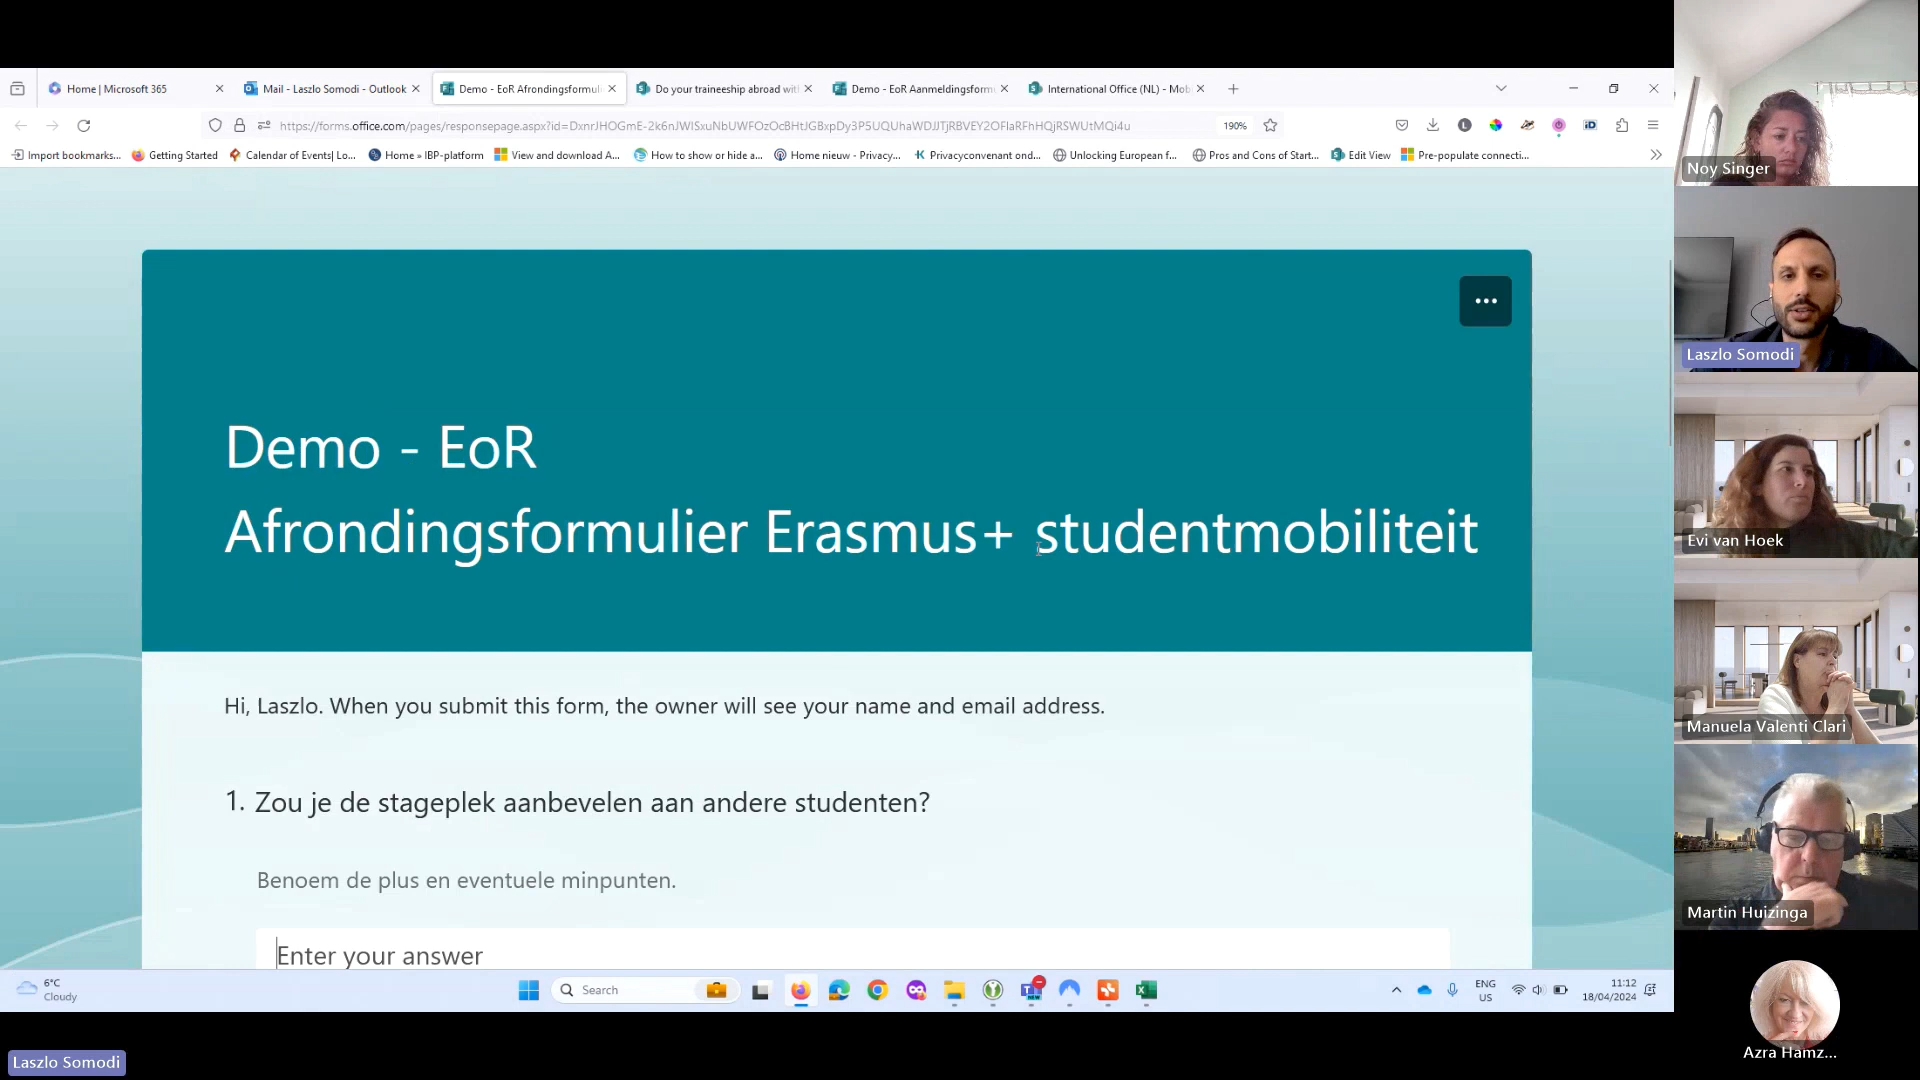 Home | Microsoft 365
Mail - Laszlo Somodi - Outlook
Demo - EoR Afrondingsformul
Do your traineeship abroad wit
Demo - EoR Aanmeldingsform
International Office (NL) - Mob
https://forms.office.com/pages/responsepage.aspx?id=DxnrJHOGmE-2k6nJWISxuNbUWFOzOcBHtJGBxpDy3P5UQUhaWDJJTjRBVEY2OFlaRFhHQjRSWUtMQi4u
190%
Import bookmarks...
Getting Started
Calendar of Events| Lo...
Home » IBP-platform
View and download A...
How to show or hide a...
Home nieuw - Privacy...
Privacyconvenant ond...
Unlocking European f...
Pros and Cons of Start...
Edit View
Pre-populate connecti...
Demo - EoR
Afrondingsformulier Erasmus+ studentmobiliteit
Hi, Laszlo. When you submit this form, the owner will see your name and email address.
1. Zou je de stageplek aanbevelen aan andere studenten?
Benoem de plus en eventuele minpunten.
Enter your answer
6°C
Cloudy
Search
ENG
US
11:12
18/04/2024
Laszlo Somodi
Noy Singer
Laszlo Somodi
Evi van Hoek
Manuela Valenti Clari
Martin Huizinga
Azra Hamz...